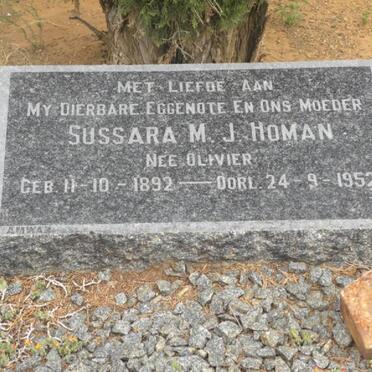 MET LIEFDE AAN
MY DIERBARE EGGENOTE EN ONS MOEDER
SUSSARA M. J. HOMAN
NEE OLIVIER
GEB. 11-10-1892 — OORL. 24-9-1952
AMWAZ